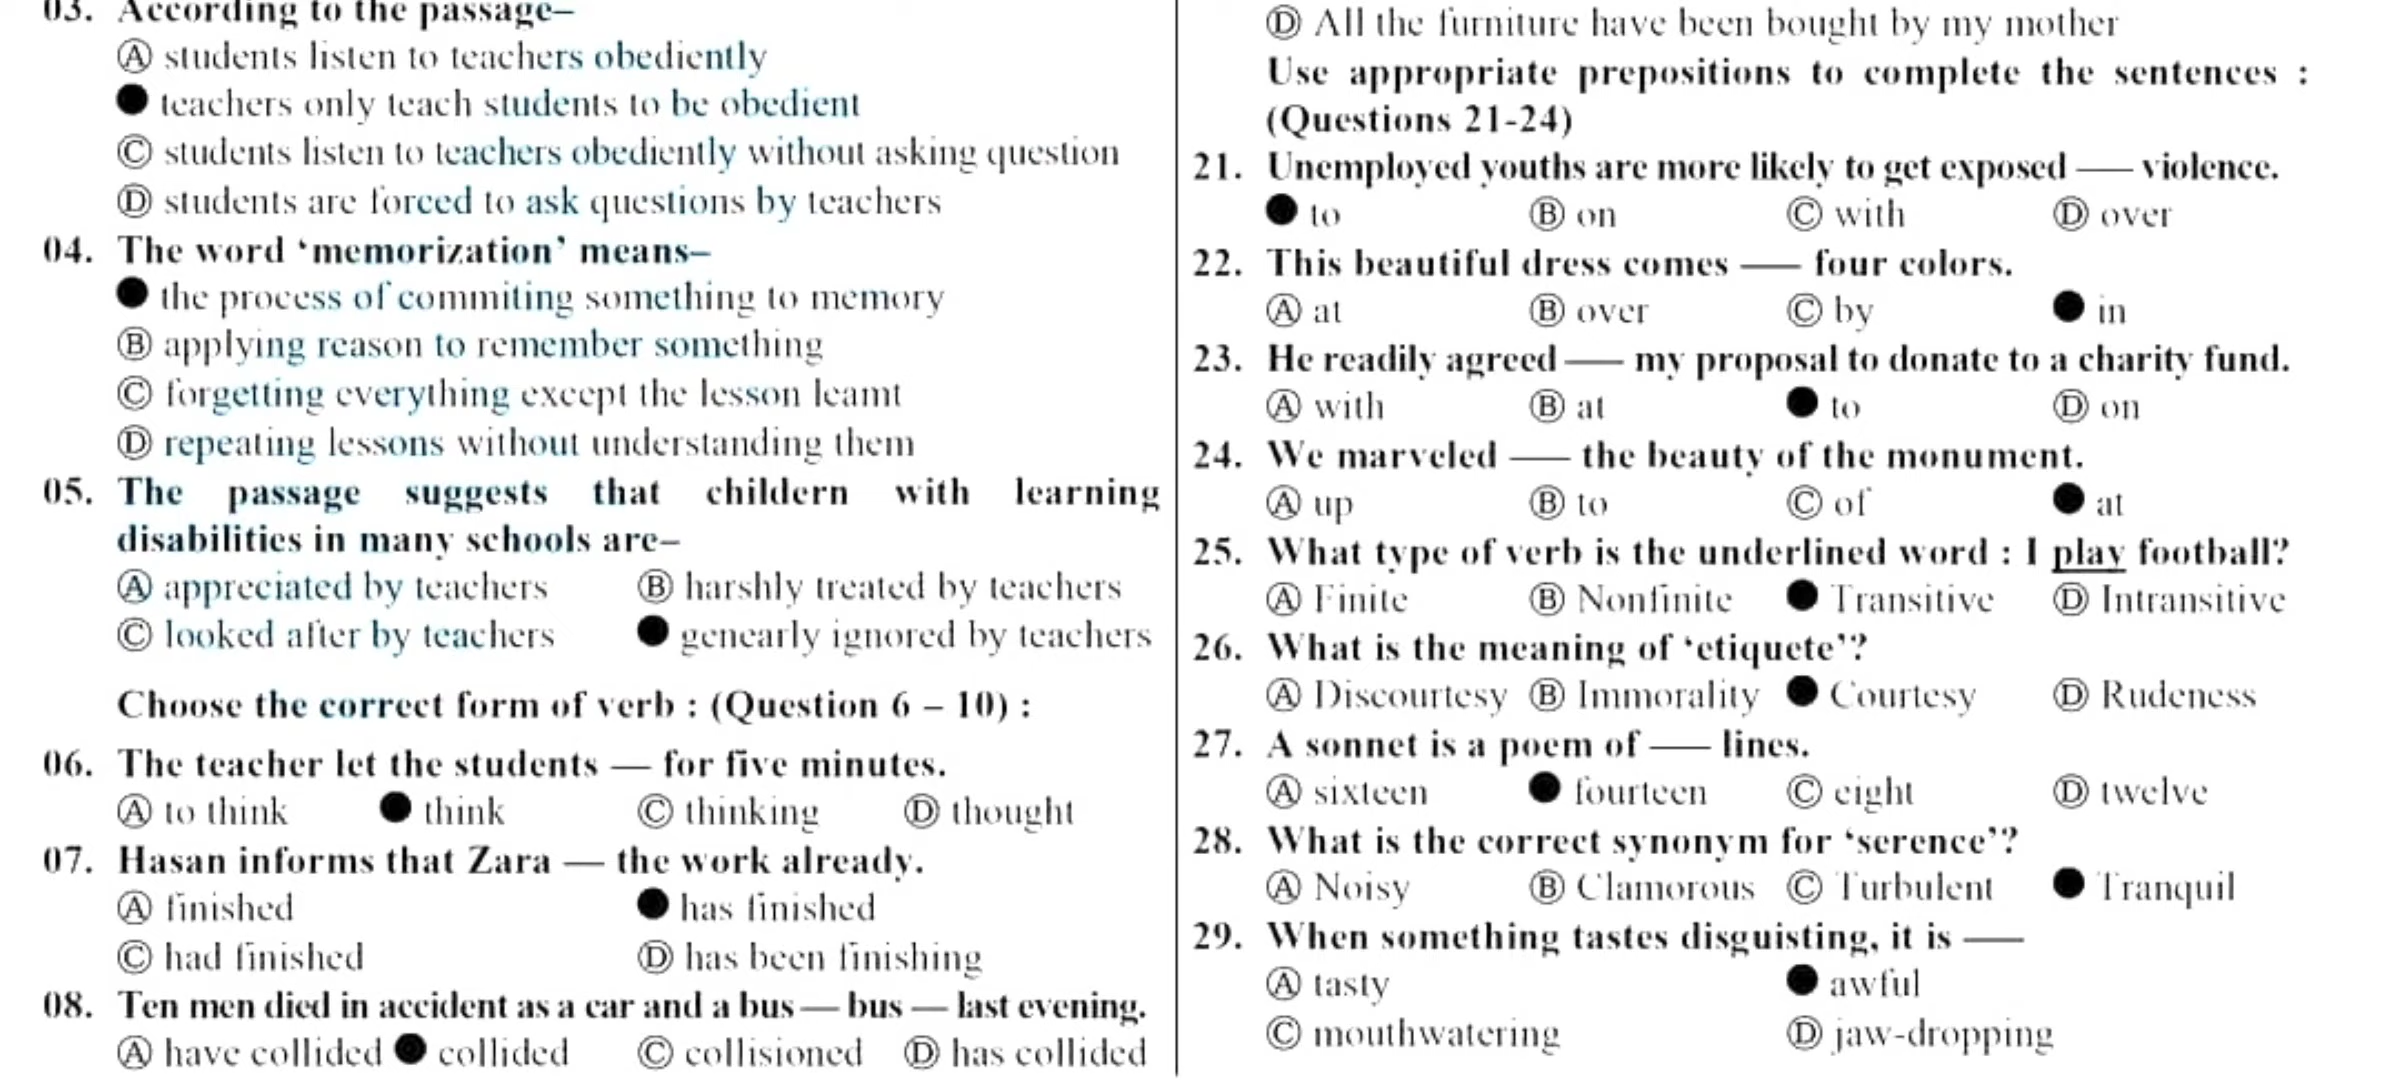 03. According to the passage–
Ⓐ students listen to teachers obediently
● teachers only teach students to be obedient
Ⓒ students listen to teachers obediently without asking question
Ⓓ students are forced to ask questions by teachers
04. The word ‘memorization’ means–
● the process of commiting something to memory
Ⓑ applying reason to remember something
Ⓒ forgetting everything except the lesson leamt
Ⓓ repeating lessons without understanding them
05. The passage suggests that childern with learning
disabilities in many schools are–
Ⓐ appreciated by teachers Ⓑ harshly treated by teachers
Ⓒ looked after by teachers ● genearly ignored by teachers
Choose the correct form of verb : (Question 6 – 10) :
06. The teacher let the students — for five minutes.
Ⓐ to think ● think Ⓒ thinking Ⓓ thought
07. Hasan informs that Zara — the work already.
Ⓐ finished ● has finished
Ⓒ had finished Ⓓ has been finishing
08. Ten men died in accident as a car and a bus — bus — last evening.
Ⓐ have collided ● collided Ⓒ collisioned Ⓓ has collided
Ⓓ All the furniture have been bought by my mother
Use appropriate prepositions to complete the sentences :
(Questions 21-24)
21. Unemployed youths are more likely to get exposed — violence.
● to Ⓑ on Ⓒ with Ⓓ over
22. This beautiful dress comes — four colors.
Ⓐ at Ⓑ over Ⓒ by ● in
23. He readily agreed — my proposal to donate to a charity fund.
Ⓐ with Ⓑ at ● to Ⓓ on
24. We marveled — the beauty of the monument.
Ⓐ up Ⓑ to Ⓒ of ● at
25. What type of verb is the underlined word : I play football?
Ⓐ Finite Ⓑ Nonfinite ● Transitive Ⓓ Intransitive
26. What is the meaning of ‘etiquete’?
Ⓐ Discourtesy Ⓑ Immorality ● Courtesy Ⓓ Rudeness
27. A sonnet is a poem of — lines.
Ⓐ sixteen ● fourteen Ⓒ eight Ⓓ twelve
28. What is the correct synonym for ‘serence’?
Ⓐ Noisy Ⓑ Clamorous Ⓒ Turbulent ● Tranquil
29. When something tastes disguisting, it is —
Ⓐ tasty ● awful
Ⓒ mouthwatering Ⓓ jaw-dropping